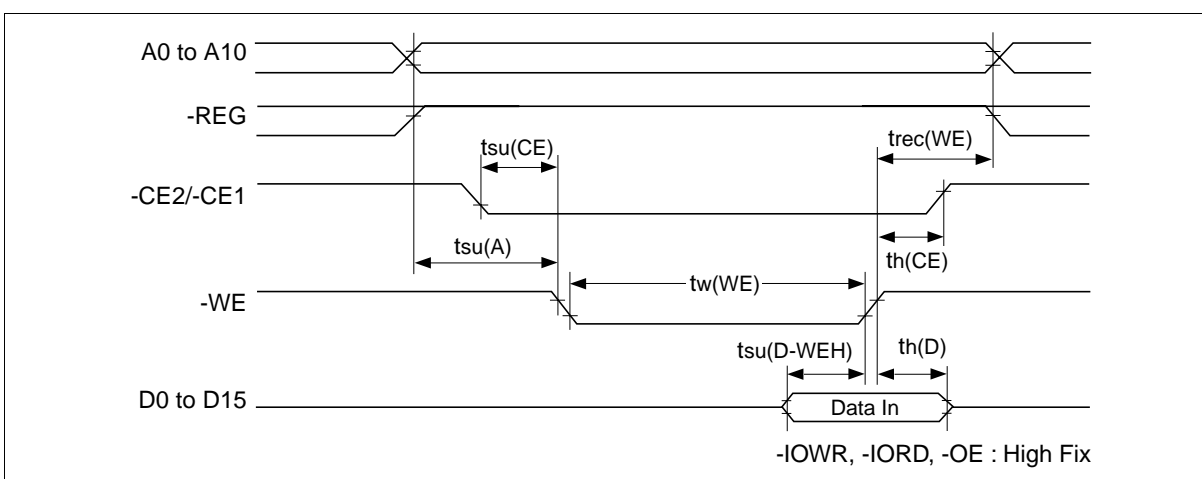 A0 to A10
-REG
tsu(CE)
trec(WE)
-CE2/-CE1
tsu(A)
th(CE)
-WE
tw(WE)
tsu(D-WEH)
th(D)
D0 to D15
Data In
-IOWR, -IORD, -OE : High Fix